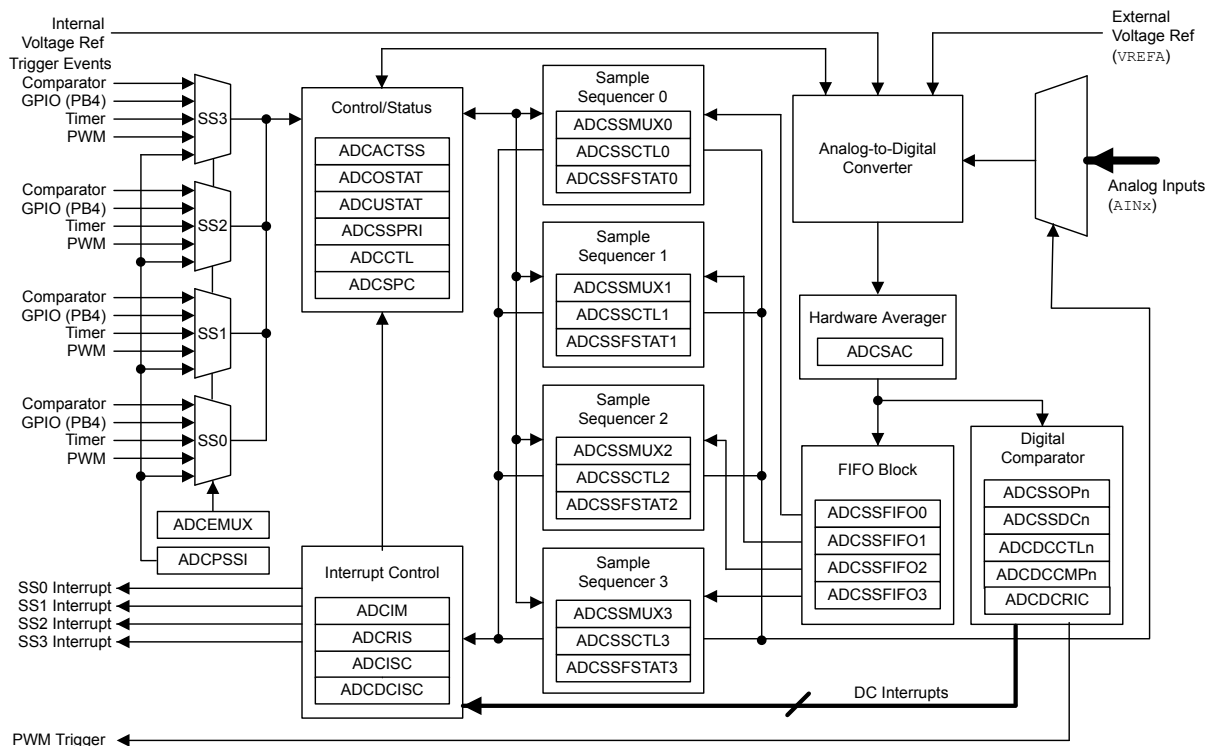 Internal
Voltage Ref
External
Voltage Ref
(VREFA)
Trigger Events
Comparator
GPIO (PB4)
Timer
PWM
SS3
Comparator
GPIO (PB4)
Timer
PWM
SS2
Comparator
GPIO (PB4)
Timer
PWM
SS1
Comparator
GPIO (PB4)
Timer
PWM
SS0
ADCEMUX
ADCPSSI
SS0 Interrupt
SS1 Interrupt
SS2 Interrupt
SS3 Interrupt
PWM Trigger
Control/Status
ADCACTSS
ADCOSTAT
ADCUSTAT
ADCSSPRI
ADCCTL
ADCSPC
Interrupt Control
ADCIM
ADCRIS
ADCISC
ADCDCISC
Sample
Sequencer 0
ADCSSMUX0
ADCSSCTL0
ADCSSFSTAT0
Sample
Sequencer 1
ADCSSMUX1
ADCSSCTL1
ADCSSFSTAT1
Sample
Sequencer 2
ADCSSMUX2
ADCSSCTL2
ADCSSFSTAT2
Sample
Sequencer 3
ADCSSMUX3
ADCSSCTL3
ADCSSFSTAT3
Analog-to-Digital
Converter
Analog Inputs
(AINx)
Hardware Averager
ADCSAC
FIFO Block
ADCSSFIFO0
ADCSSFIFO1
ADCSSFIFO2
ADCSSFIFO3
Digital
Comparator
ADCSSOPn
ADCSSDCn
ADCDCCTLn
ADCDCCMPn
ADCDCRIC
DC Interrupts